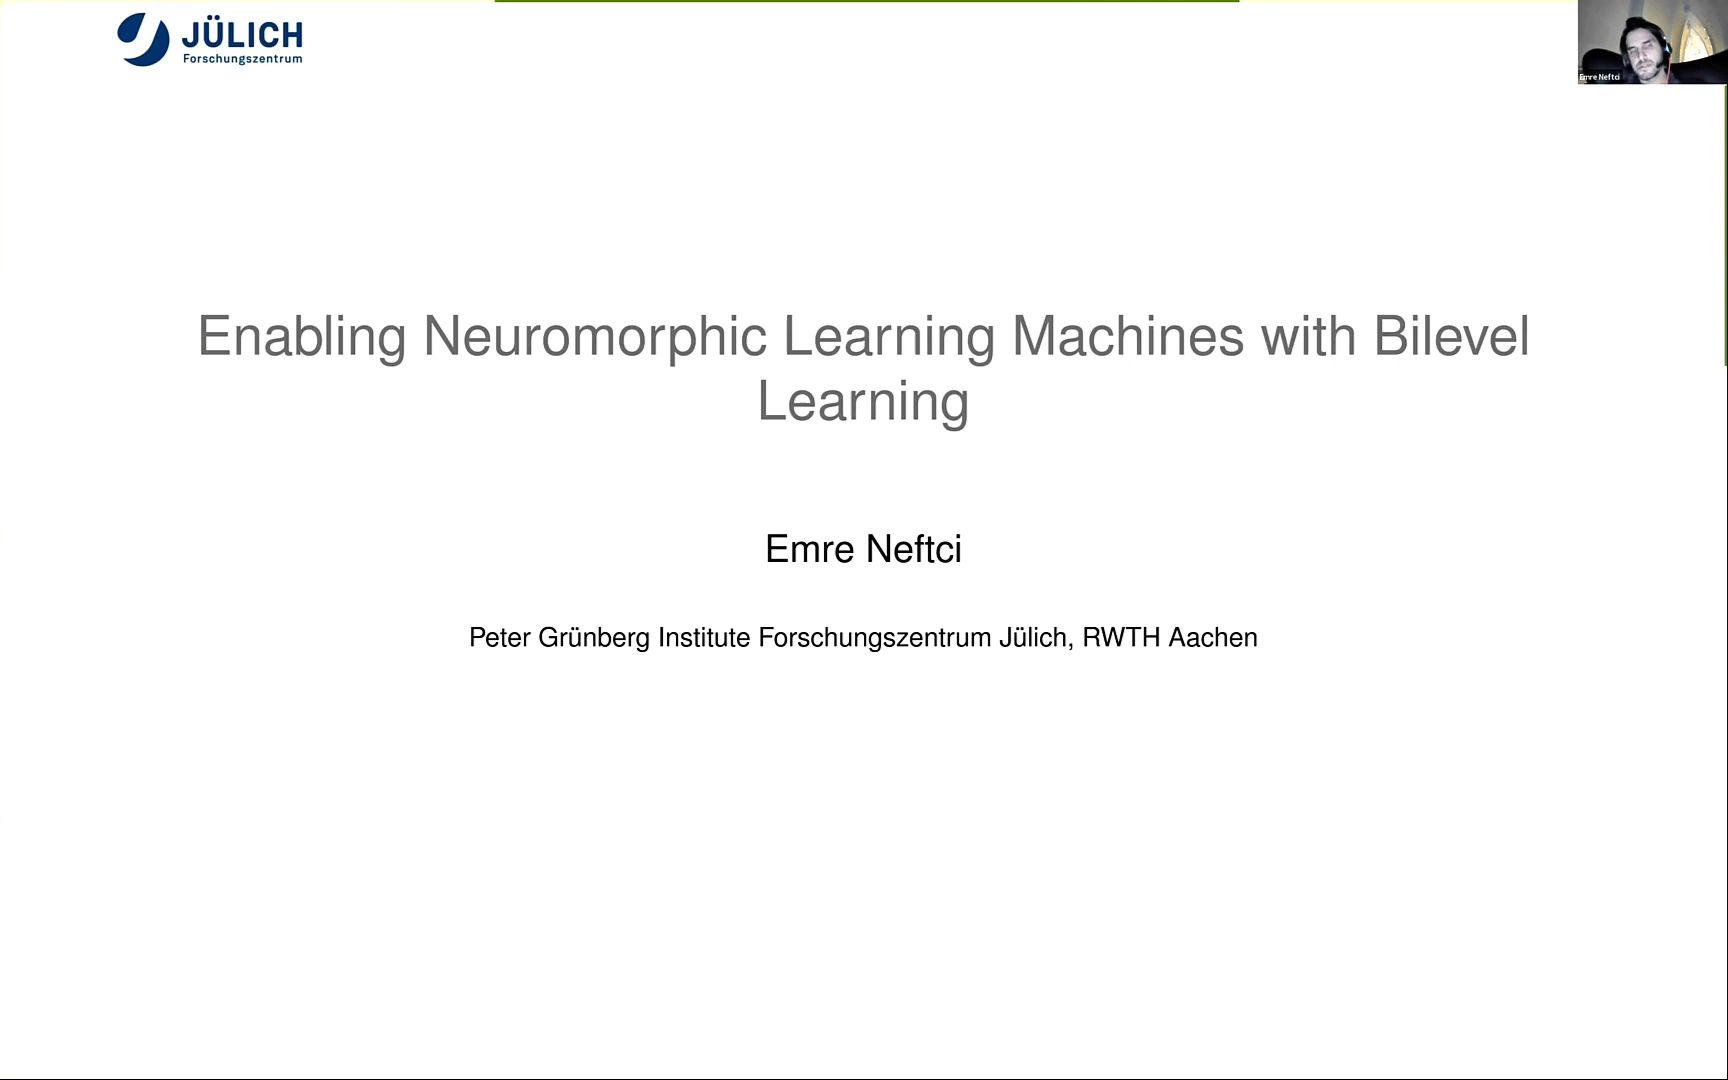 JÜLICH
Forschungszentrum
Emre Neftci
Enabling Neuromorphic Learning Machines with Bilevel
Learning
Emre Neftci
Peter Grünberg Institute Forschungszentrum Jülich, RWTH Aachen